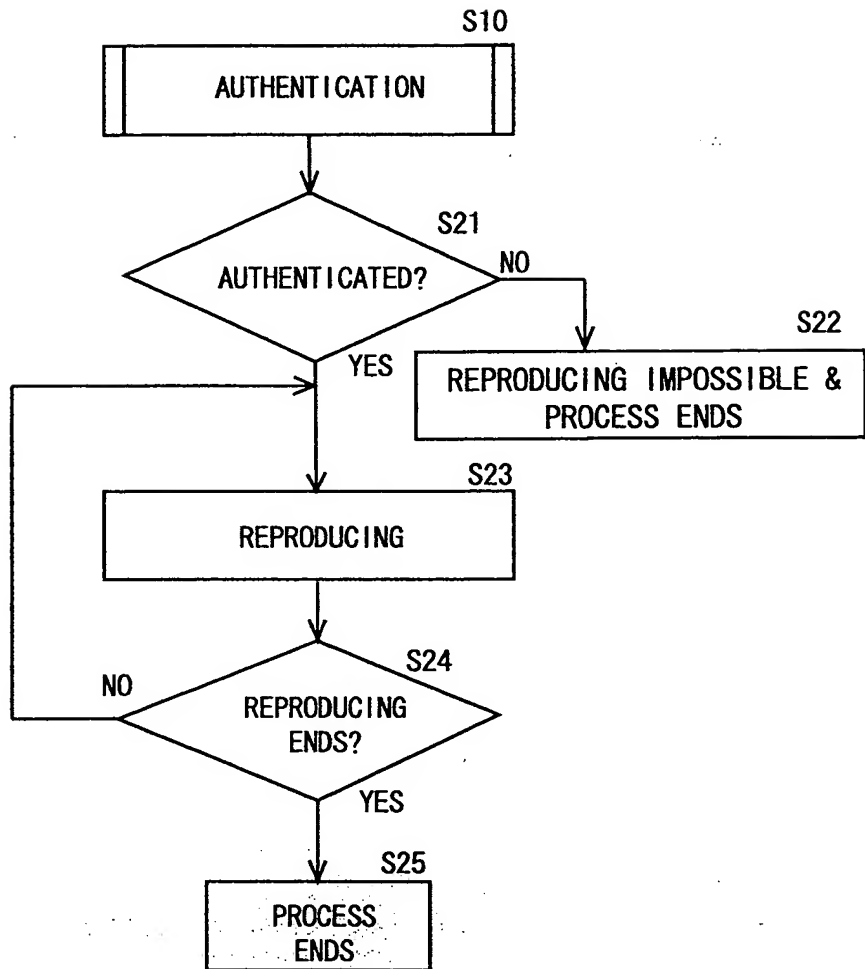 S10
AUTHENTICATION
S21
AUTHENTICATED?
NO
S22
YES
REPRODUCING IMPOSSIBLE &
PROCESS ENDS
S23
REPRODUCING
S24
NO
REPRODUCING
ENDS?
YES
S25
PROCESS
ENDS